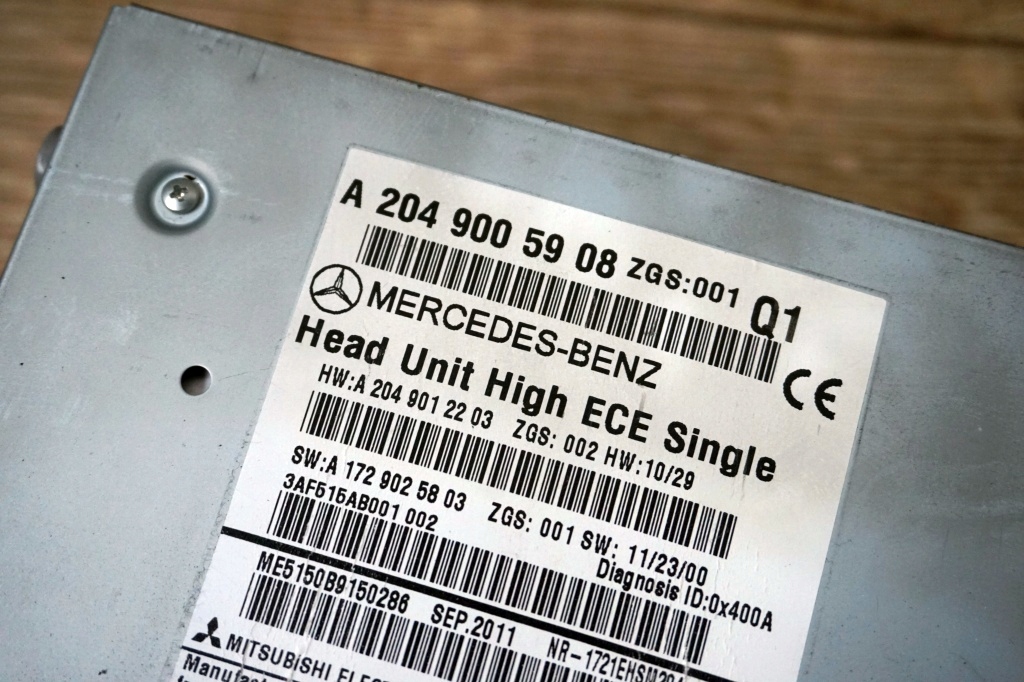 A 204 900 59 08 ZGS:001 Q1
MERCEDES-BENZ
CE
Head Unit High ECE Single
HW:A 204 901 22 03 ZGS: 002 HW:10/29
SW:A 172 902 58 03 ZGS: 001 SW: 11/23/00
3AF515AB001 002
Diagnosis ID:0x400A
ME5150B9150286 SEP.2011 NR-1721EHSM204
MITSUBISHI